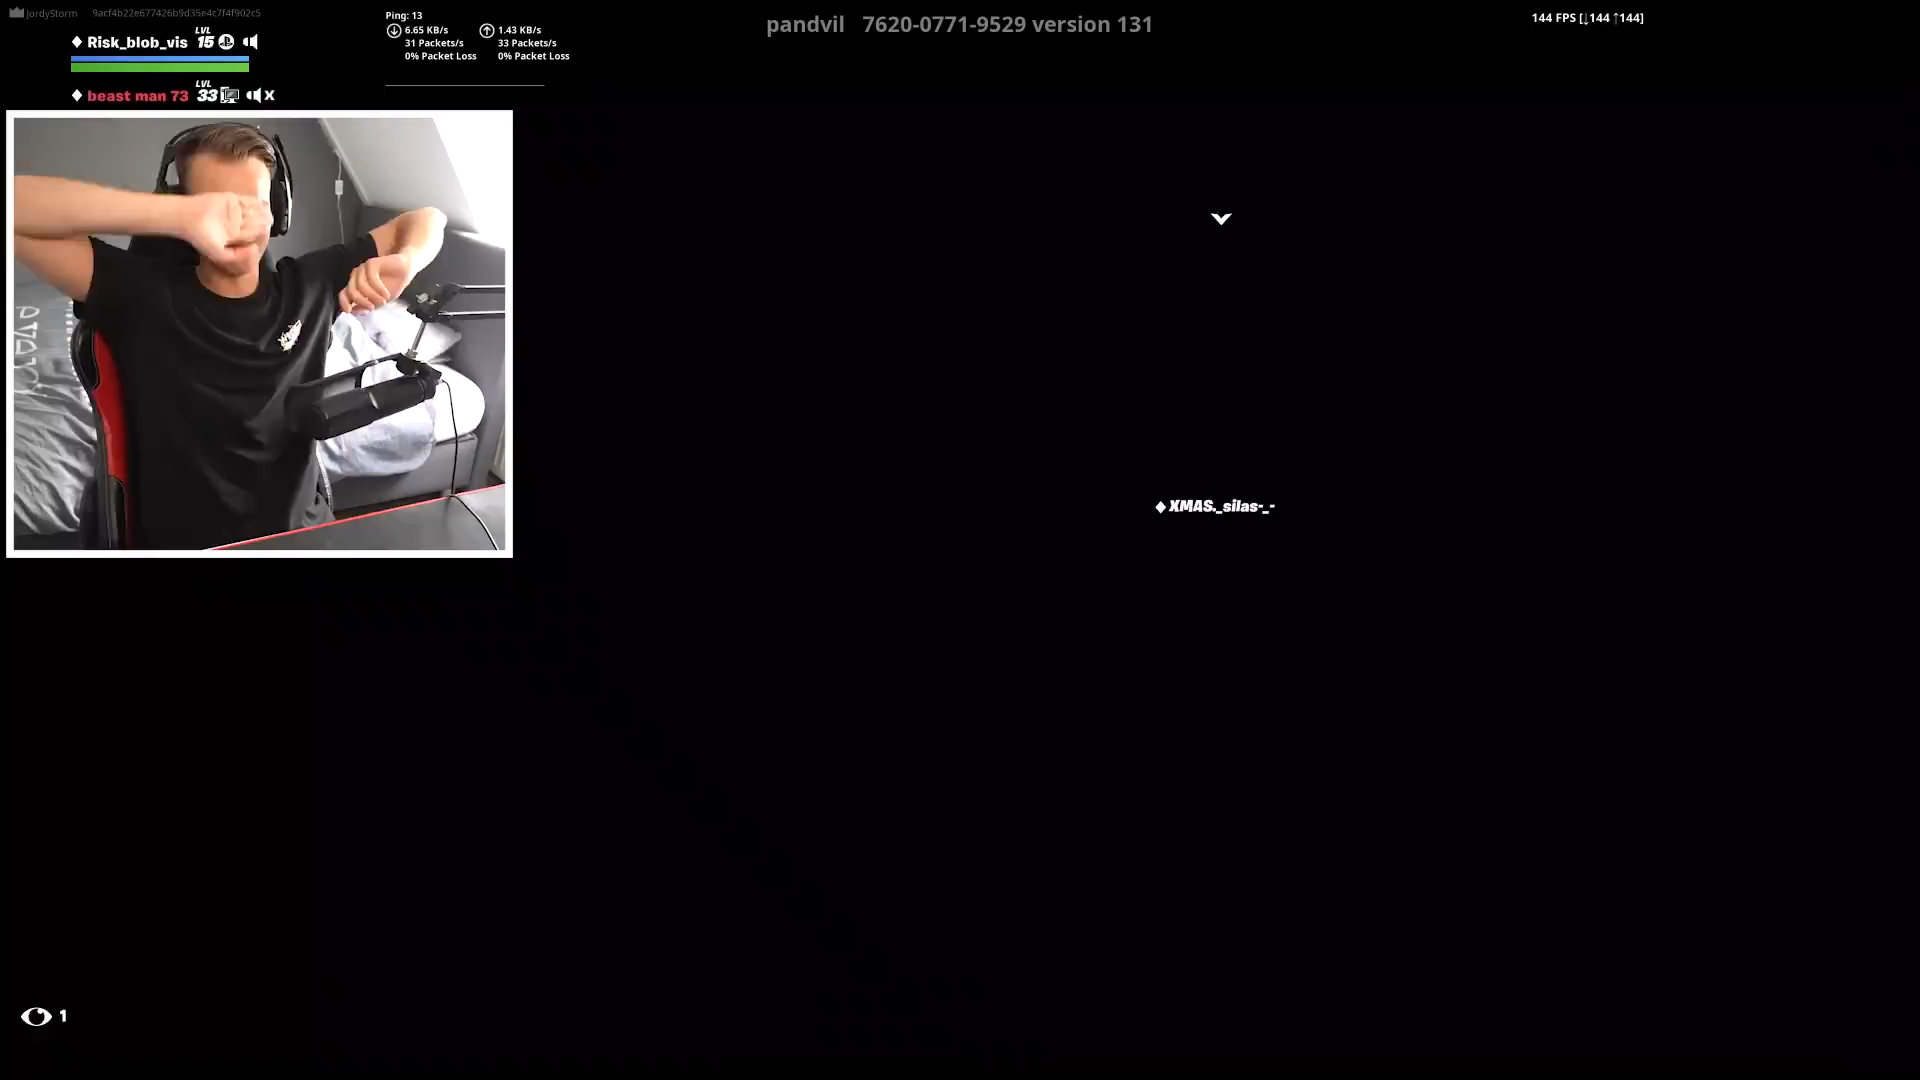 JordyStorm 9acf4b22e677426b9d35e4c7f4f902c5
Risk_blob_vis LVL 15
beast man 73 LVL 33 X
Ping: 13
6.65 KB/s 1.43 KB/s
31 Packets/s 33 Packets/s
0% Packet Loss 0% Packet Loss
pandvil 7620-0771-9529 version 131
144 FPS [↓144 ↑144]
XMAS._silas-_-
1